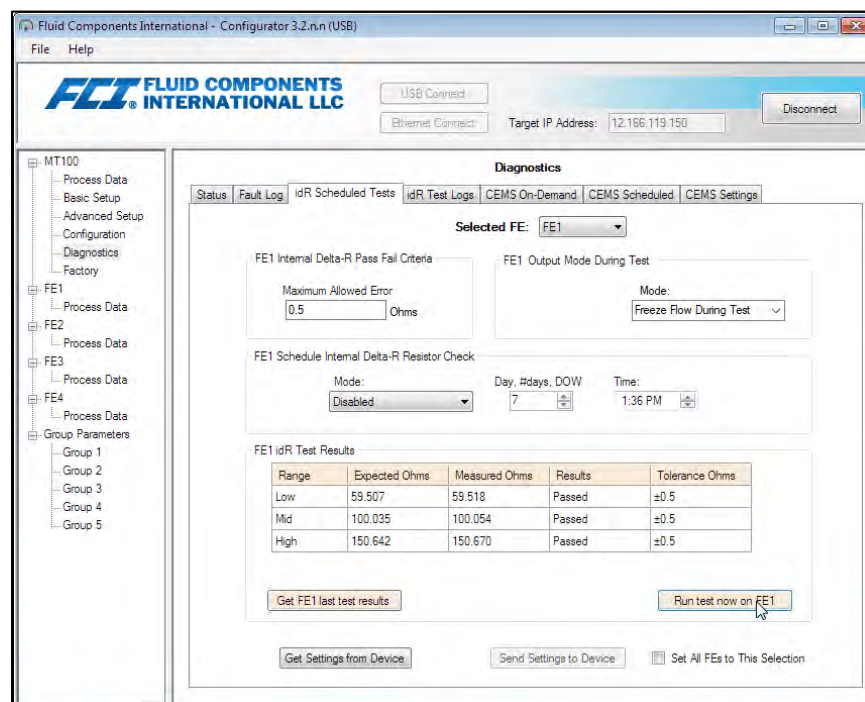 Fluid Components International - Configurator 3.2.n.n (USB)
File Help
FCI ® FLUID COMPONENTS
INTERNATIONAL LLC
USB Connect
Ethernet Connect
Target IP Address: 12.166.119.150
Disconnect
MT100
Process Data
Basic Setup
Advanced Setup
Configuration
Diagnostics
Factory
FE1
Process Data
FE2
Process Data
FE3
Process Data
FE4
Process Data
Group Parameters
Group 1
Group 2
Group 3
Group 4
Group 5
Diagnostics
Status Fault Log idR Scheduled Tests idR Test Logs CEMS On-Demand CEMS Scheduled CEMS Settings
Selected FE: FE1
FE1 Internal Delta-R Pass Fail Criteria
Maximum Allowed Error
0.5 Ohms
FE1 Output Mode During Test
Mode:
Freeze Flow During Test
FE1 Schedule Internal Delta-R Resistor Check
Mode: Day, #days, DOW Time:
Disabled 7 1:36 PM
FE1 idR Test Results
Range Expected Ohms Measured Ohms Results Tolerance Ohms
Low 59.507 59.518 Passed ±0.5
Mid 100.035 100.054 Passed ±0.5
High 150.642 150.670 Passed ±0.5
Get FE1 last test results Run test now on FE1
Get Settings from Device Send Settings to Device Set All FEs to This Selection